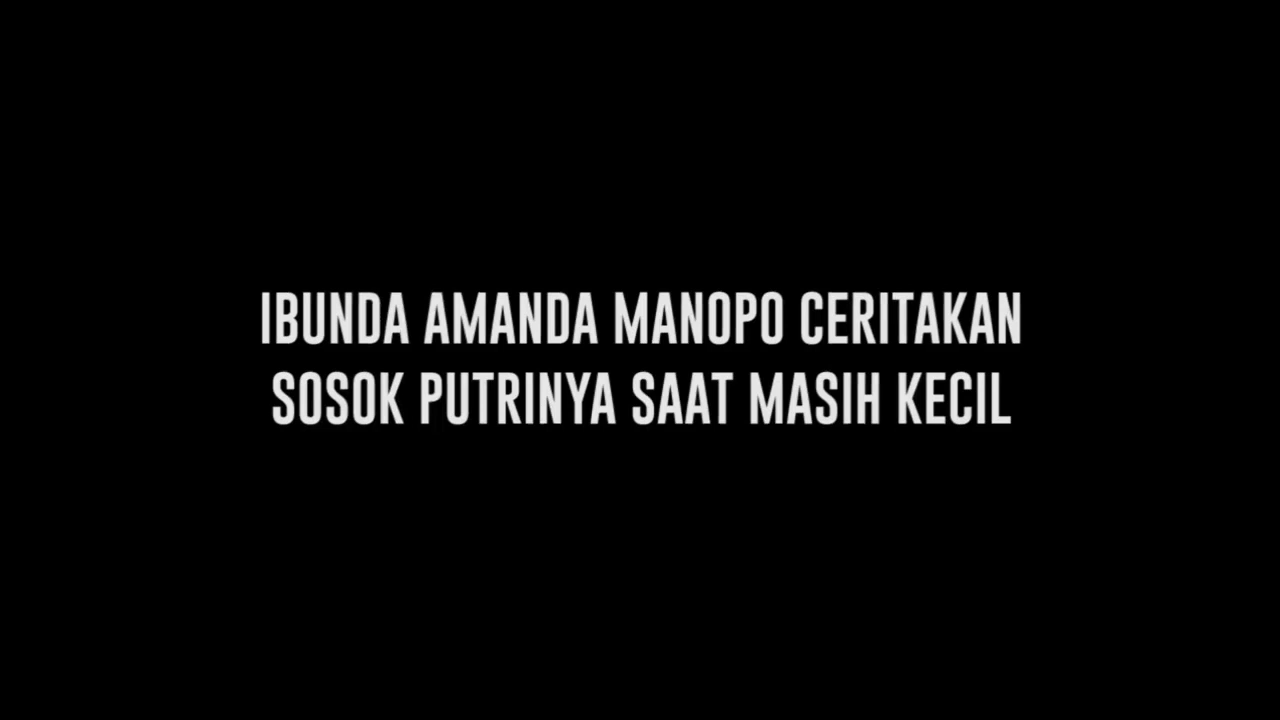 IBUNDA AMANDA MANOPO CERITAKAN
SOSOK PUTRINYA SAAT MASIH KECIL